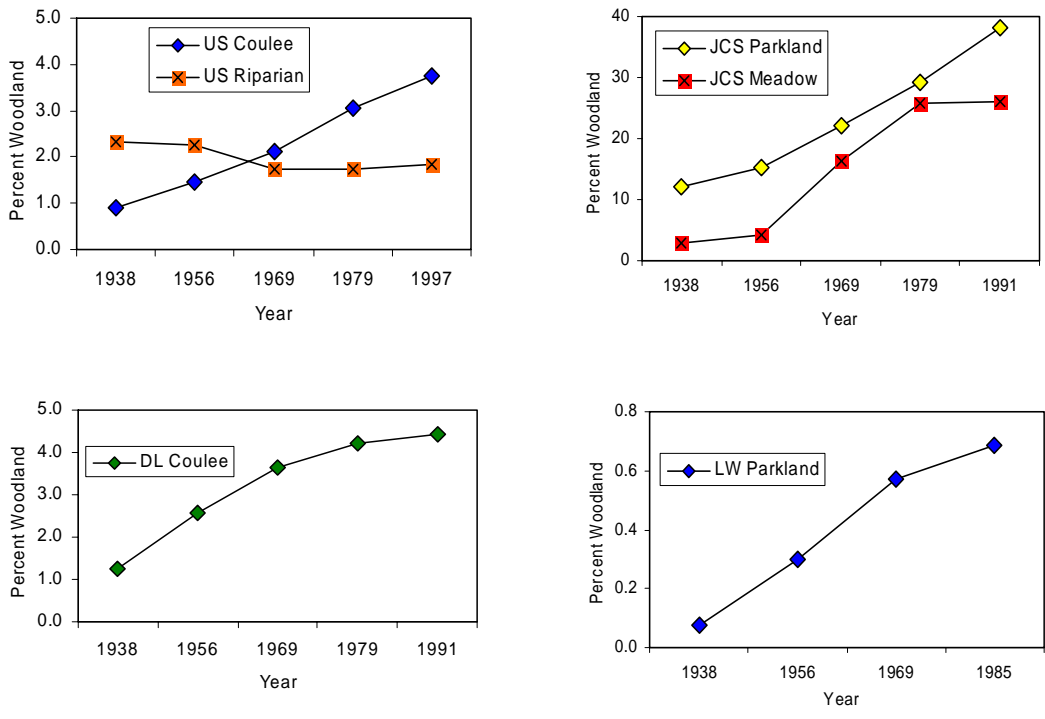 5.0
4.0
3.0
2.0
1.0
0.0
Percent Woodland
US Coulee
US Riparian
1938 1956 1969 1979 1997
Year
40
30
20
10
0
Percent Woodland
JCS Parkland
JCS Meadow
1938 1956 1969 1979 1991
Year
5.0
4.0
3.0
2.0
1.0
0.0
Percent Woodland
DL Coulee
1938 1956 1969 1979 1991
Year
0.8
0.6
0.4
0.2
0.0
Percent Woodland
LW Parkland
1938 1956 1969 1985
Year